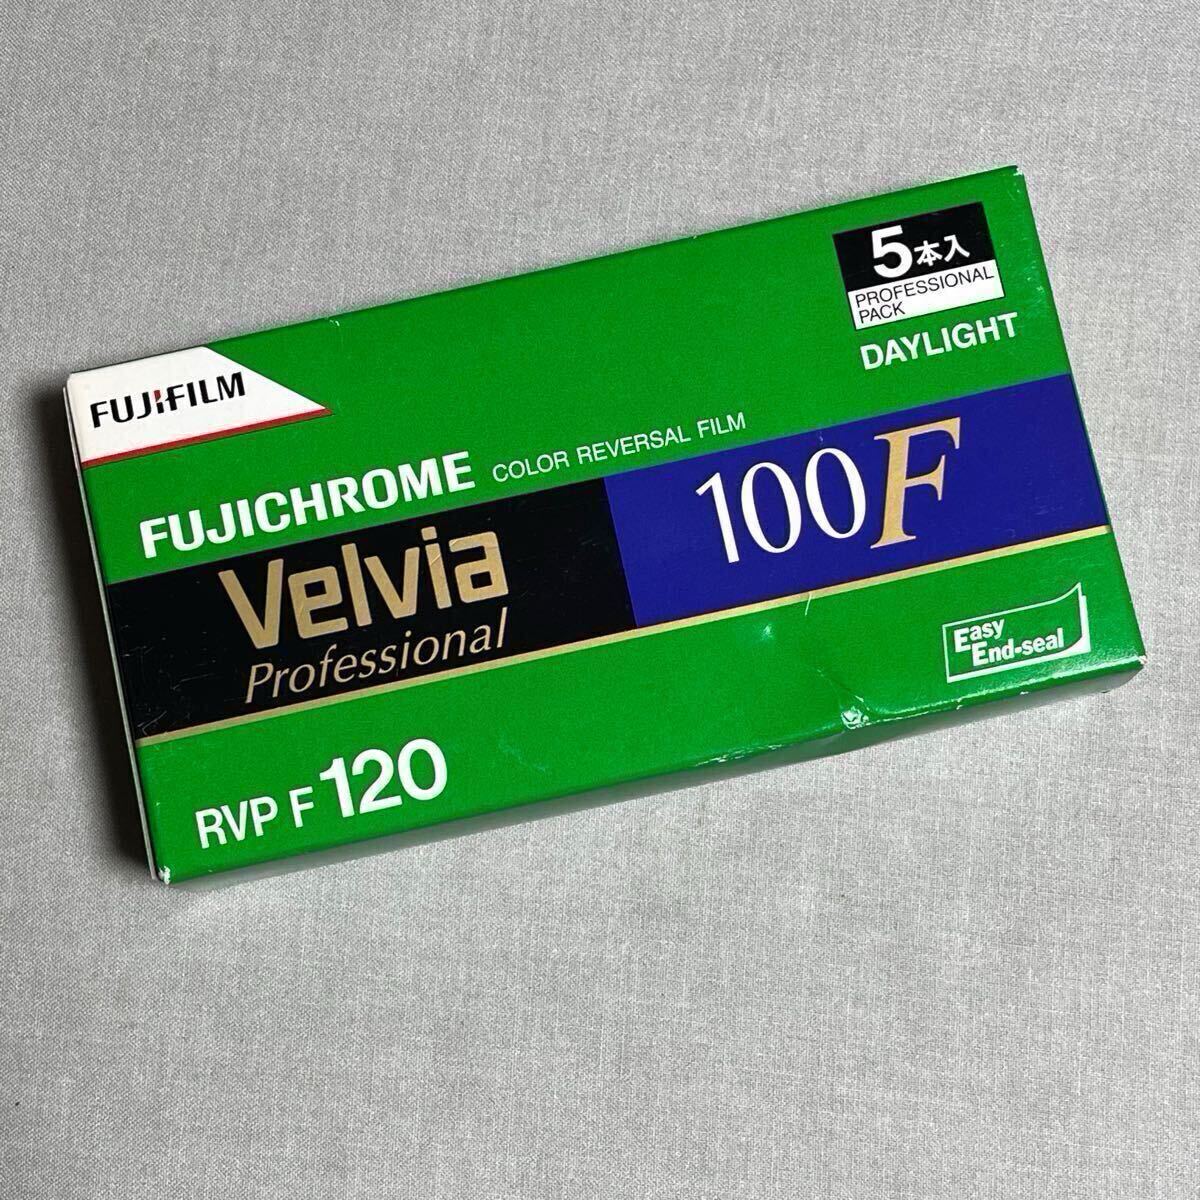 5本入
PROFESSIONAL
PACK
DAYLIGHT
FUJIFILM
FUJICHROME COLOR REVERSAL FILM
Velvia 100F
Professional
Easy
End-seal
RVP F 120